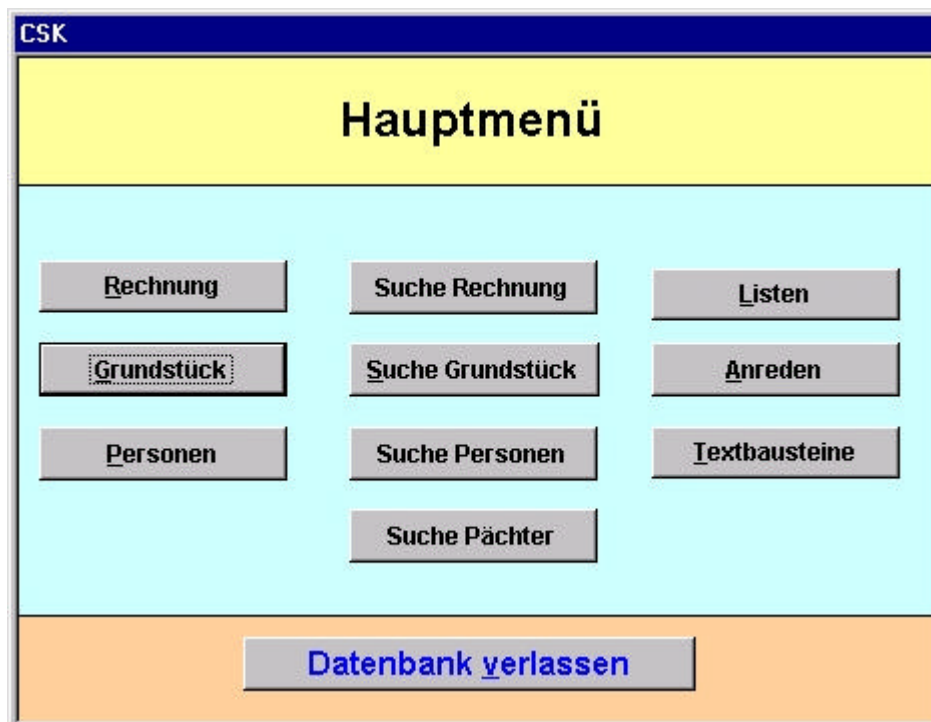 CSK
Hauptmenü
Rechnung
Suche Rechnung
Listen
Grundstück
Suche Grundstück
Anreden
Personen
Suche Personen
Textbausteine
Suche Pächter
Datenbank verlassen